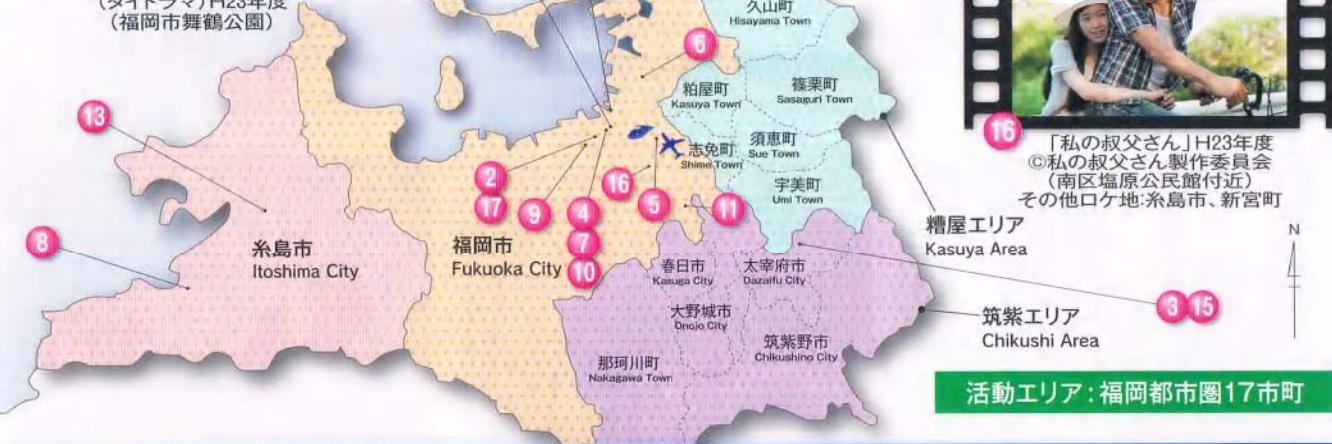 (タイドラマ)H23年度
(福岡市舞鶴公園)
久山町
Hisayama Town
6
粕屋町
Kasuya Town
篠栗町
Sasaguri Town
13
志免町
Shime Town
須恵町
Sue Town
16
「私の叔父さん」H23年度
©私の叔父さん製作委員会
(南区塩原公民館付近)
その他ロケ地:糸島市、新宮町
宇美町
Umi Town
2
17
9
4
7
10
16
5
11
糟屋エリア
Kasuya Area
N
8
糸島市
Itoshima City
福岡市
Fukuoka City
春日市
Kasuga City
太宰府市
Dazaifu City
大野城市
Onojo City
3 15
筑紫エリア
Chikushi Area
筑紫野市
Chikushino City
那珂川町
Nakagawa Town
活動エリア:福岡都市圏17市町